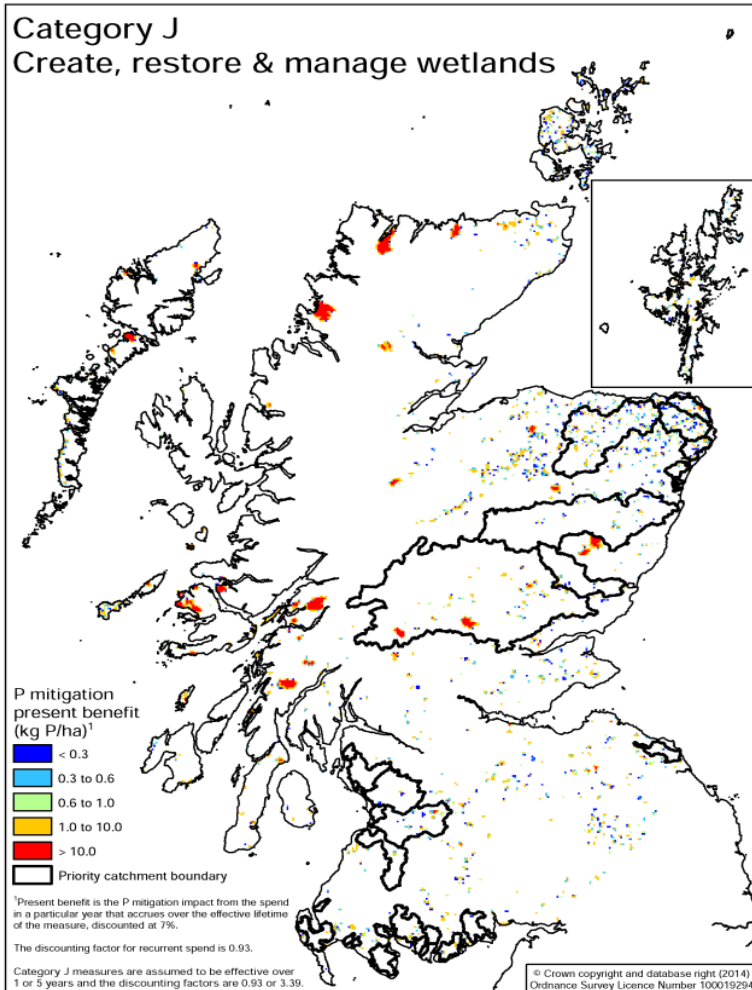 Category J
Create, restore & manage wetlands
P mitigation
present benefit
(kg P/ha)¹
< 0.3
0.3 to 0.6
0.6 to 1.0
1.0 to 10.0
> 10.0
Priority catchment boundary
¹Present benefit is the P mitigation impact from the spend
in a particular year that accrues over the effective lifetime
of the measure, discounted at 7%.
The discounting factor for recurrent spend is 0.93.
Category J measures are assumed to be effective over
1 or 5 years and the discounting factors are 0.93 or 3.39.
© Crown copyright and database right (2014)
Ordnance Survey Licence Number 100019294